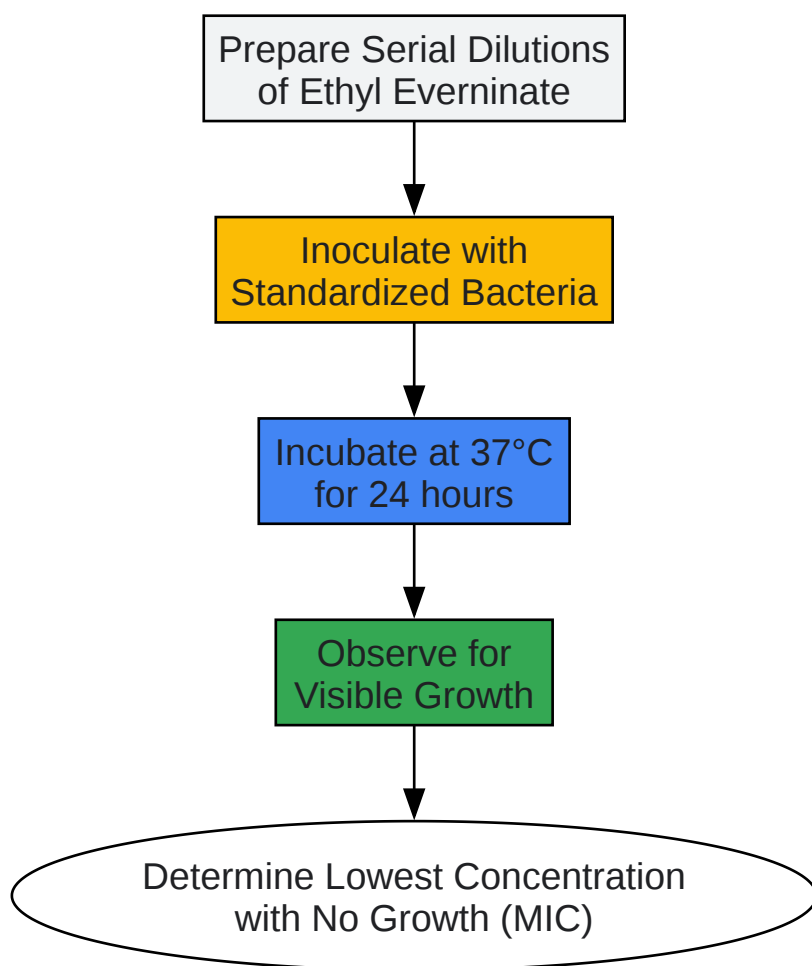 Prepare Serial Dilutions
of Ethyl Everninate
Inoculate with
Standardized Bacteria
Incubate at 37°C
for 24 hours
Observe for
Visible Growth
Determine Lowest Concentration
with No Growth (MIC)